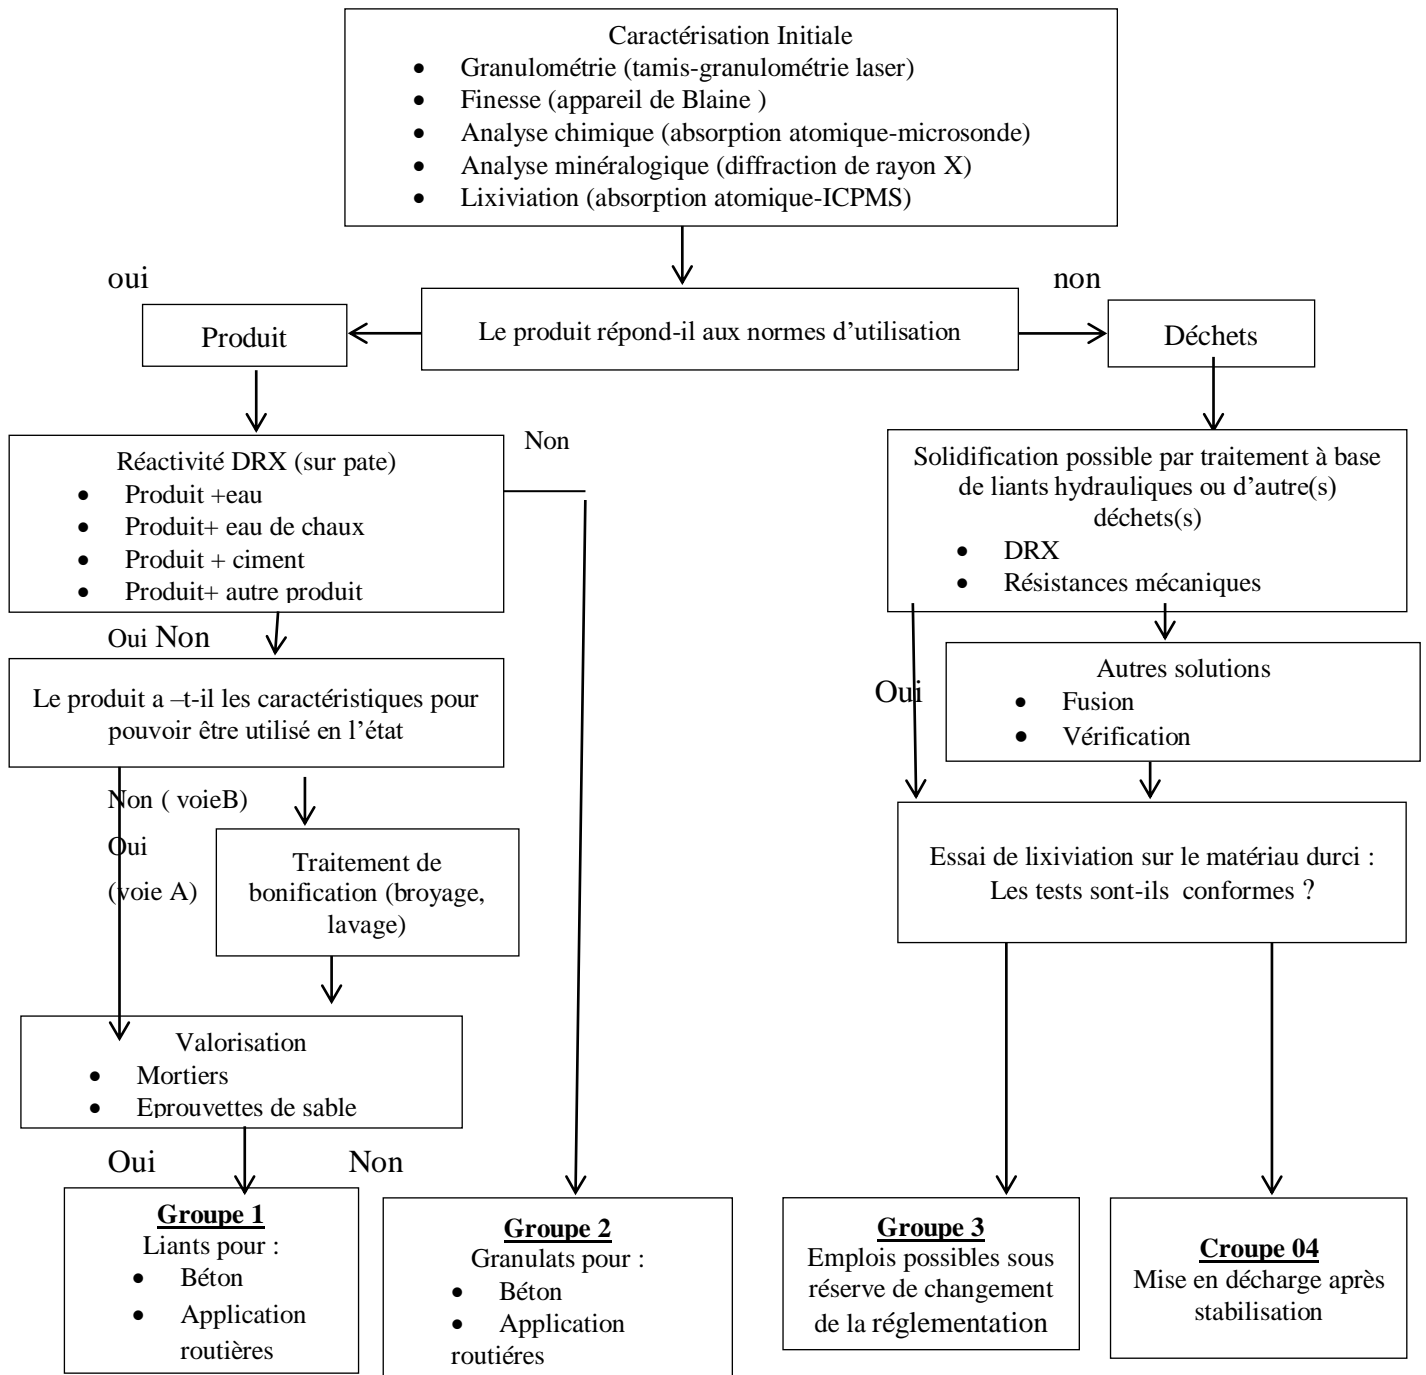 Caractérisation Initiale
• Granulométrie (tamis-granulométrie laser)
• Finesse (appareil de Blaine )
• Analyse chimique (absorption atomique-microsonde)
• Analyse minéralogique (diffraction de rayon X)
• Lixiviation (absorption atomique-ICPMS)
oui
non
Produit
Le produit répond-il aux normes d’utilisation
Déchets
Non
Réactivité DRX (sur pate)
• Produit +eau
• Produit+ eau de chaux
• Produit + ciment
• Produit+ autre produit
Solidification possible par traitement à base
de liants hydrauliques ou d’autre(s)
déchets(s)
• DRX
• Résistances mécaniques
Oui Non
Le produit a –t-il les caractéristiques pour
pouvoir être utilisé en l’état
Oui
Autres solutions
• Fusion
• Vérification
Non ( voieB)
Oui
(voie A)
Traitement de
bonification (broyage,
lavage)
Essai de lixiviation sur le matériau durci :
Les tests sont-ils conformes ?
Valorisation
• Mortiers
• Eprouvettes de sable
Oui
Non
Groupe 1
Liants pour :
• Béton
• Application
routières
Groupe 2
Granulats pour :
• Béton
• Application
routiéres
Groupe 3
Emplois possibles sous
réserve de changement
de la réglementation
Croupe 04
Mise en décharge après
stabilisation